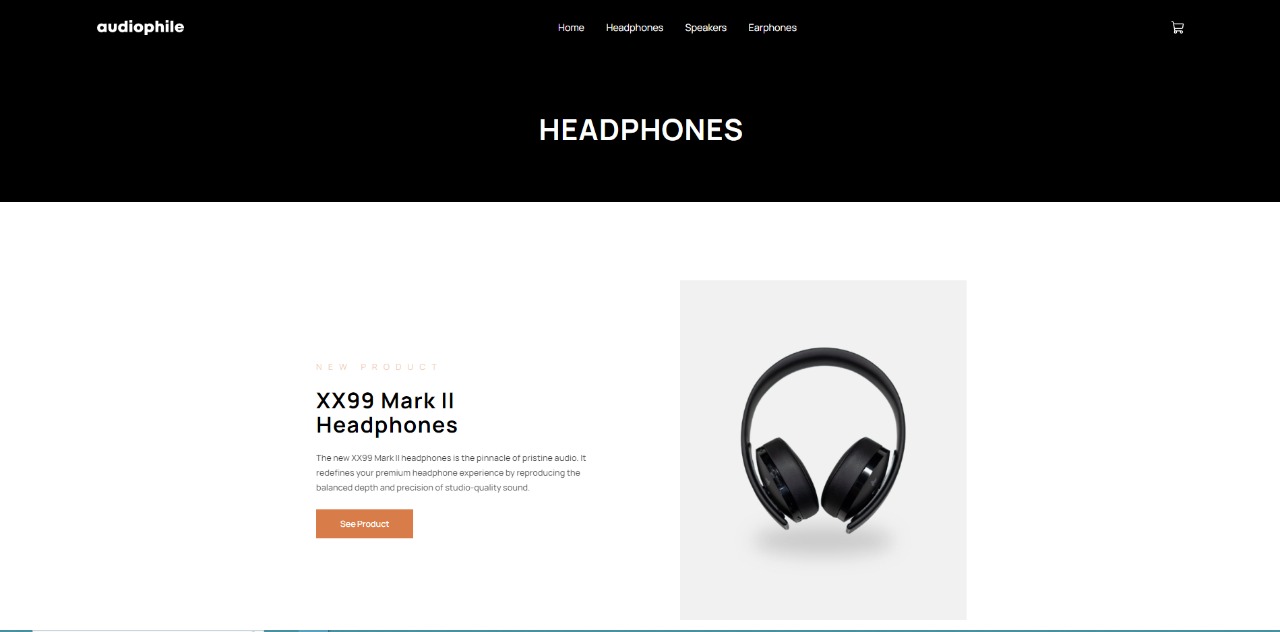 audiophile
Home Headphones Speakers Earphones
HEADPHONES
NEW PRODUCT
XX99 Mark II
Headphones
The new XX99 Mark II headphones is the pinnacle of pristine audio. It
redefines your premium headphone experience by reproducing the
balanced depth and precision of studio-quality sound.
See Product